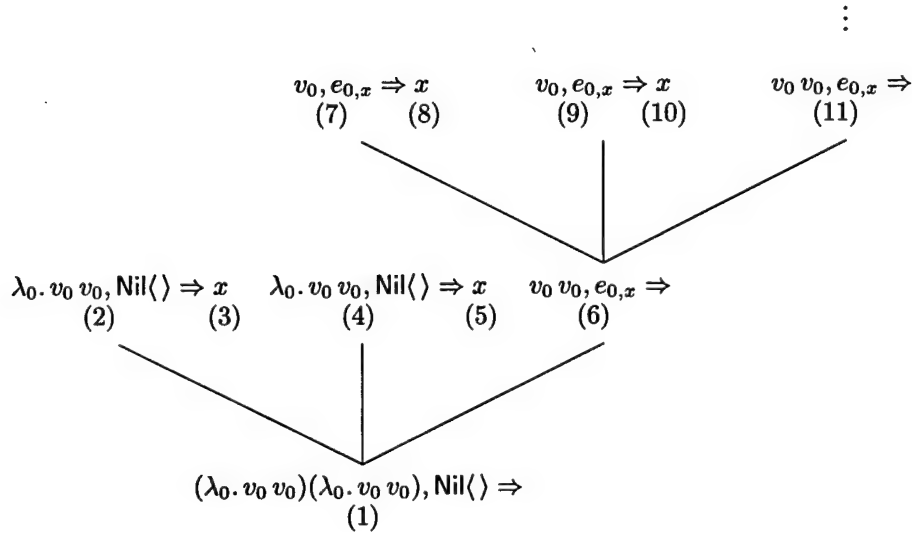 ⋮
v₀, e₀,ₓ ⇒ x v₀, e₀,ₓ ⇒ x v₀ v₀, e₀,ₓ ⇒
(7) (8) (9) (10) (11)
λ₀. v₀ v₀, Nil⟨ ⟩ ⇒ x λ₀. v₀ v₀, Nil⟨ ⟩ ⇒ x v₀ v₀, e₀,ₓ ⇒
(2) (3) (4) (5) (6)
(λ₀. v₀ v₀)(λ₀. v₀ v₀), Nil⟨ ⟩ ⇒
(1)